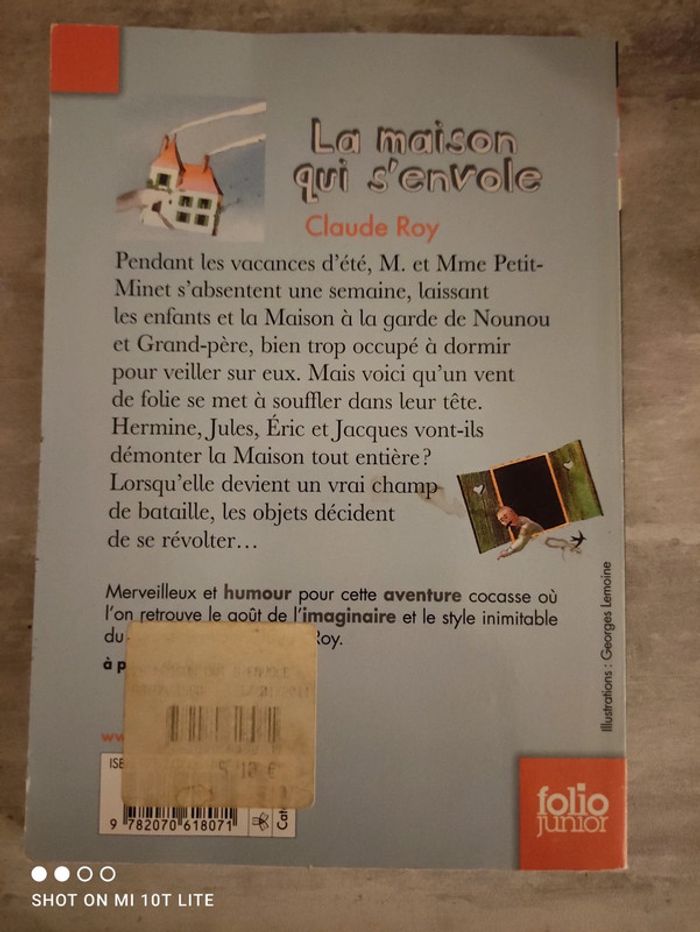 La maison
qui s'envole
Claude Roy
Pendant les vacances d'été, M. et Mme Petit-
Minet s'absentent une semaine, laissant
les enfants et la Maison à la garde de Nounou
et Grand-père, bien trop occupé à dormir
pour veiller sur eux. Mais voici qu'un vent
de folie se met à souffler dans leur tête.
Hermine, Jules, Éric et Jacques vont-ils
démonter la Maison tout entière ?
Lorsqu'elle devient un vrai champ
de bataille, les objets décident
de se révolter...
Merveilleux et humour pour cette aventure cocasse où
l'on retrouve le goût de l'imaginaire et le style inimitable
du Roy.
à p
Illustrations : Georges Lemoine
ww
ISB
5,10 €
9 782070 618071
Cat
folio
junior
SHOT ON MI 10T LITE